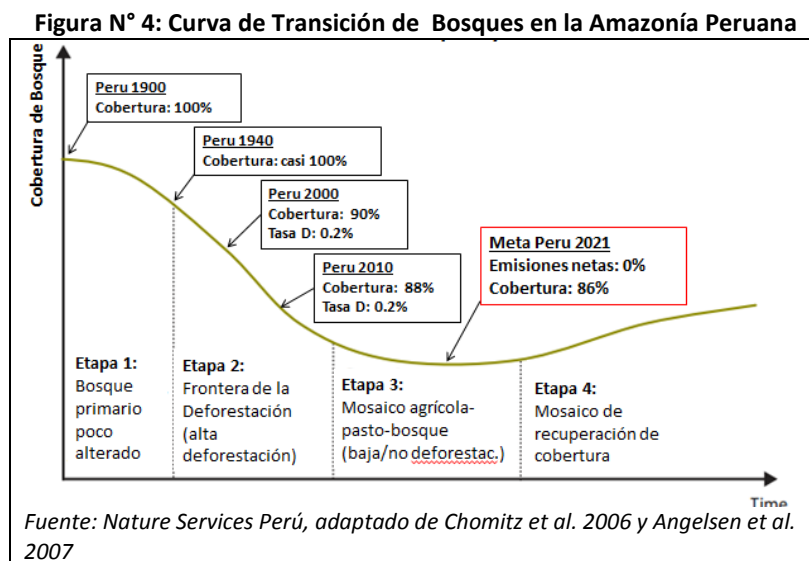 Figura N° 4: Curva de Transición de Bosques en la Amazonía Peruana
Cobertura de Bosque
Peru 1900
Cobertura: 100%
Peru 1940
Cobertura: casi 100%
Peru 2000
Cobertura: 90%
Tasa D: 0.2%
Peru 2010
Cobertura: 88%
Tasa D: 0.2%
Meta Peru 2021
Emisiones netas: 0%
Cobertura: 86%
Etapa 1:
Bosque
primario
poco
alterado
Etapa 2:
Frontera de la
Deforestación
(alta
deforestación)
Etapa 3:
Mosaico agrícola-
pasto-bosque
(baja/no deforestac.)
Etapa 4:
Mosaico de
recuperación de
cobertura
Time
Fuente: Nature Services Perú, adaptado de Chomitz et al. 2006 y Angelsen et al.
2007